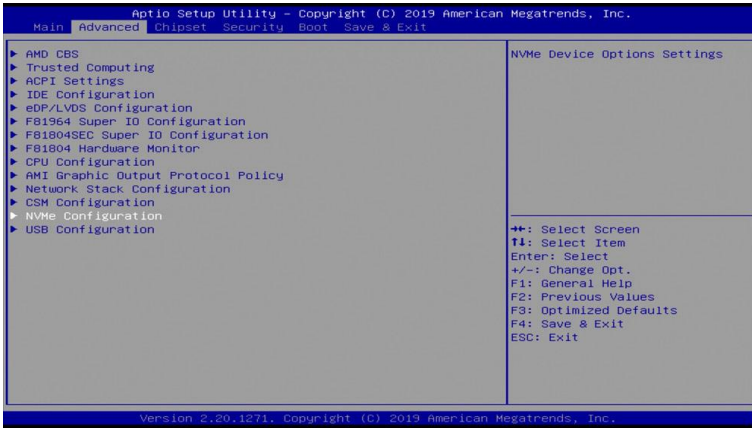 Aptio Setup Utility – Copyright (C) 2019 American Megatrends, Inc.
Main Advanced Chipset Security Boot Save & Exit
▶ AMD CBS
▶ Trusted Computing
▶ ACPI Settings
▶ IDE Configuration
▶ eDP/LVDS Configuration
▶ F81964 Super IO Configuration
▶ F81804SEC Super IO Configuration
▶ F81804 Hardware Monitor
▶ CPU Configuration
▶ AMI Graphic Output Protocol Policy
▶ Network Stack Configuration
▶ CSM Configuration
▶ NVMe Configuration
▶ USB Configuration
NVMe Device Options Settings
→←: Select Screen
↑↓: Select Item
Enter: Select
+/-: Change Opt.
F1: General Help
F2: Previous Values
F3: Optimized Defaults
F4: Save & Exit
ESC: Exit
Version 2.20.1271. Copyright (C) 2019 American Megatrends, Inc.